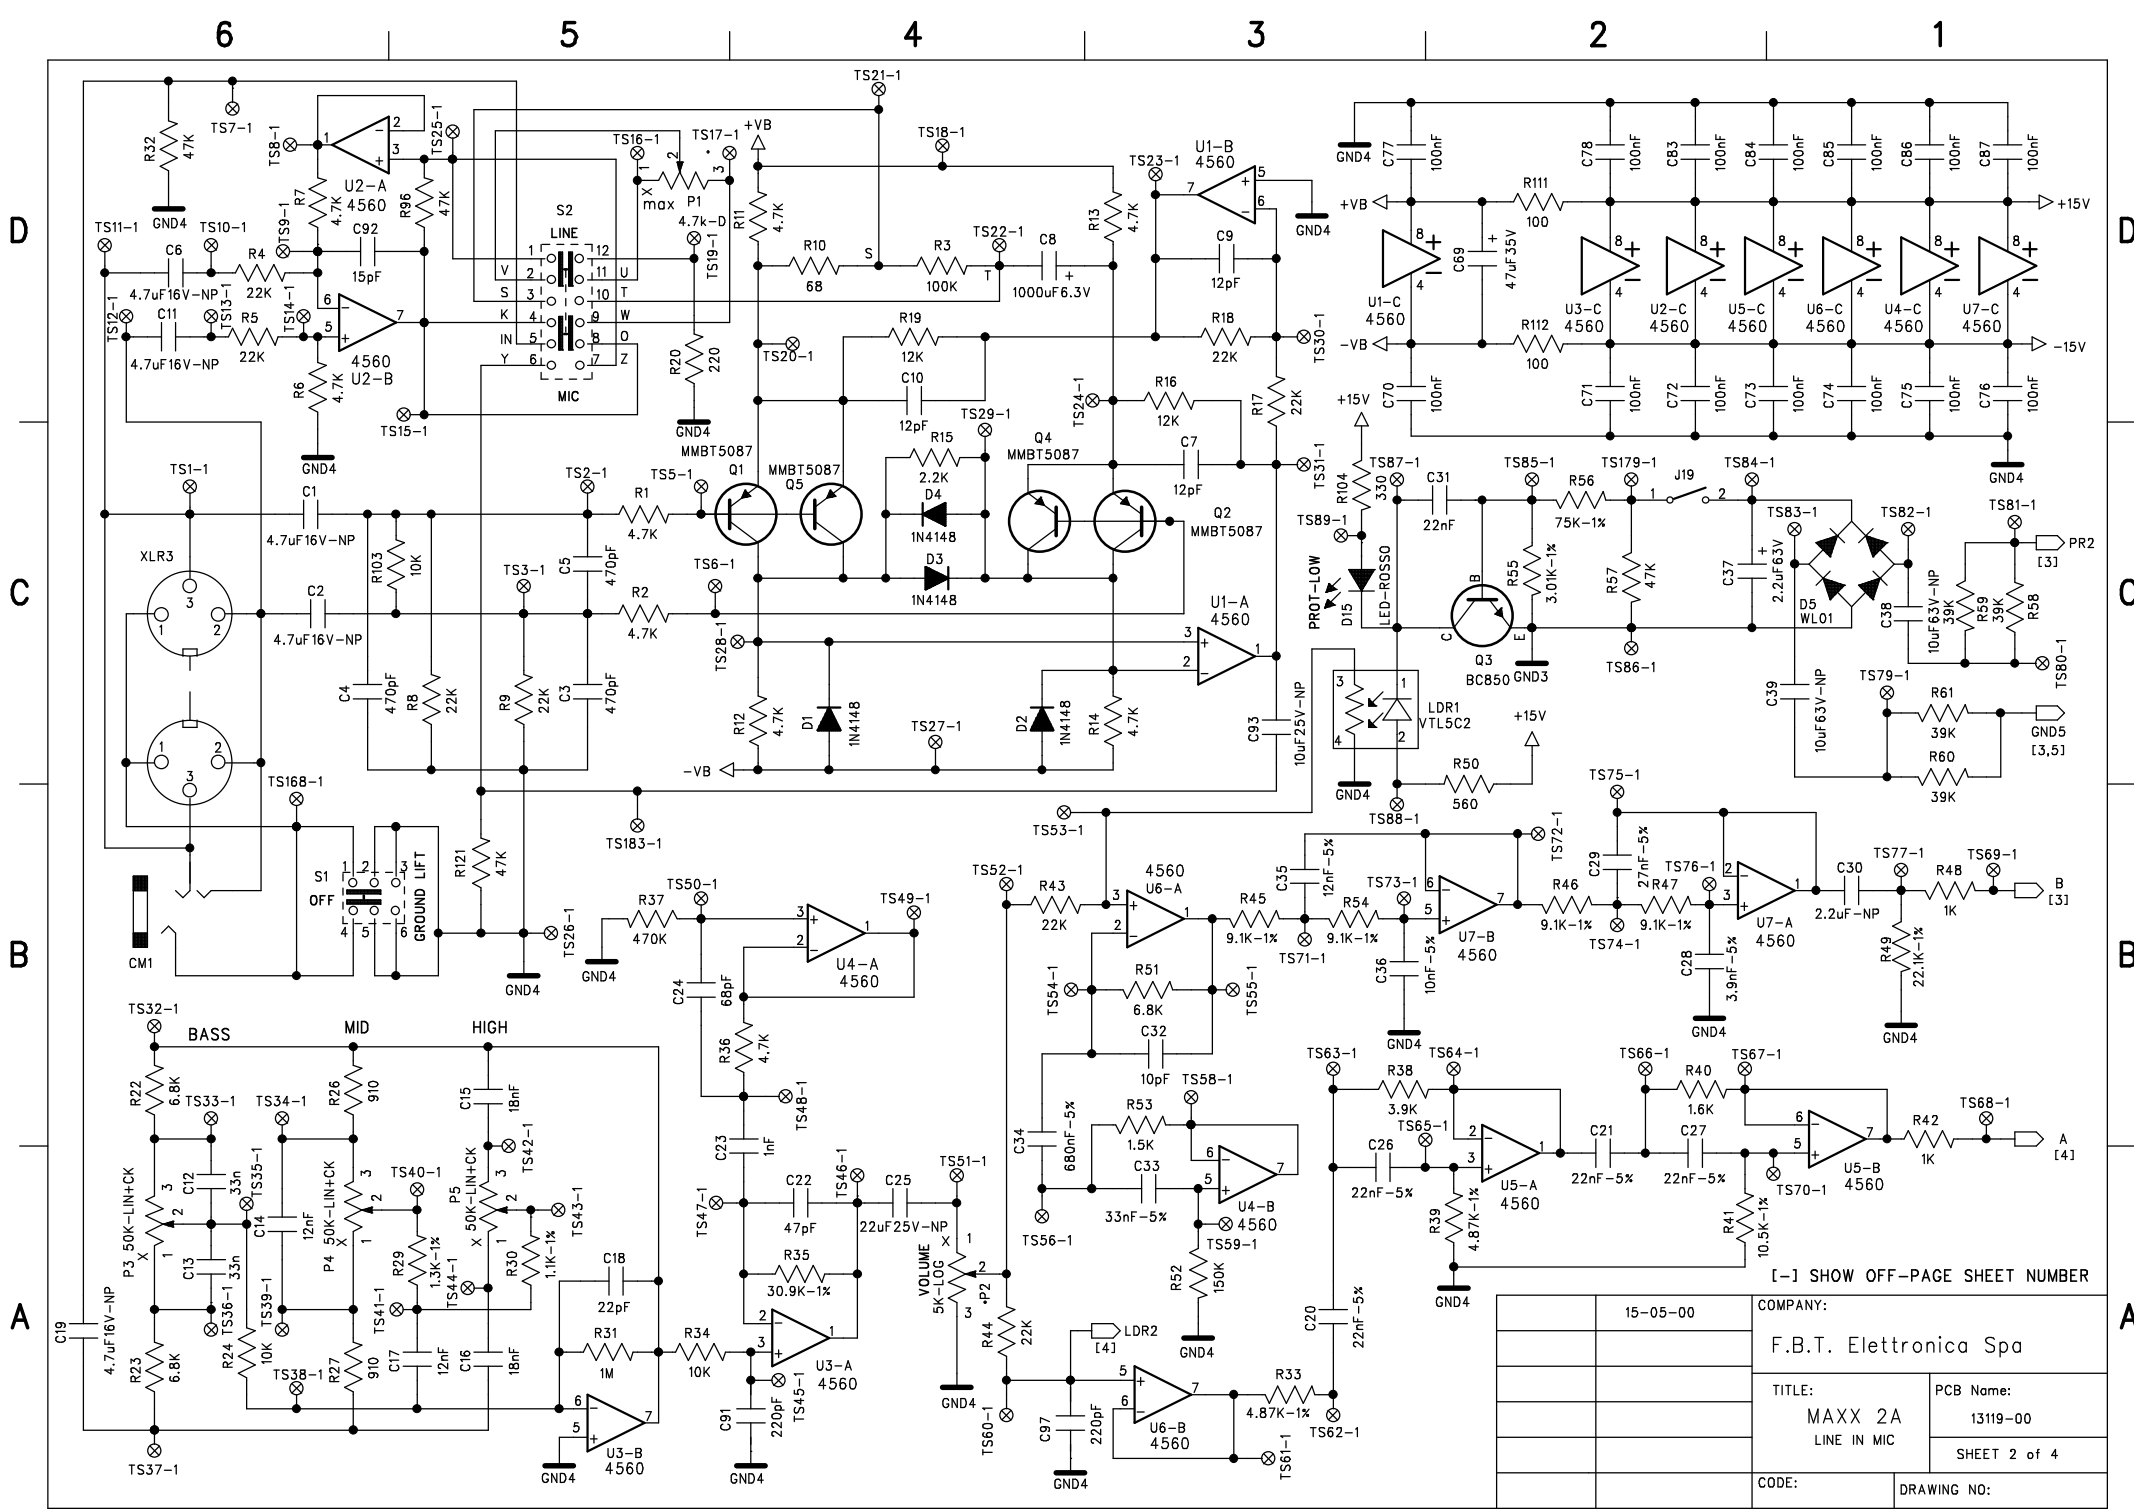 6
5
4
3
2
1
D
C
B
A
D
C
B
A
TS7-1
R32
47K
GND4
TS8-1
TS25-1
U2-A
4560
R7
4.7K
R96
47K
TS9-1
C92
15pF
TS11-1
TS10-1
C6
R4
4.7uF16V-NP
22K
TS12-1
TS13-1
TS14-1
C11
R5
4.7uF16V-NP
22K
4560
U2-B
R6
4.7K
GND4
TS15-1
S2
LINE
MIC
1
2
3
4
5
6
12
11
10
9
8
7
V
S
K
IN
Y
U
T
W
O
Z
TS16-1
TS17-1
X
max
1
2
3
P1
4.7k-D
TS19-1
R20
220
GND4
TS21-1
+VB
TS18-1
R11
4.7K
R10
68
S
R3
100K
TS22-1
T
C8
+
1000uF6.3V
R13
4.7K
TS23-1
U1-B
4560
7
5
6
GND4
C9
12pF
R19
12K
R18
22K
TS30-1
TS20-1
C10
12pF
TS29-1
TS24-1
R16
12K
R17
22K
MMBT5087
Q1
MMBT5087
Q5
R15
2.2K
D4
1N4148
D3
1N4148
Q4
MMBT5087
Q2
MMBT5087
C7
12pF
TS31-1
GND4
C77
100nF
C78
100nF
C83
100nF
C84
100nF
C85
100nF
C86
100nF
C87
100nF
+VB
R111
100
+15V
C69
+
47uF35V
U1-C
4560
U3-C
4560
U2-C
4560
U5-C
4560
U6-C
4560
U4-C
4560
U7-C
4560
-VB
R112
100
-15V
C70
100nF
C71
100nF
C72
100nF
C73
100nF
C74
100nF
C75
100nF
C76
100nF
GND4
TS1-1
C1
4.7uF16V-NP
XLR3
C2
4.7uF16V-NP
R103
10K
C4
470pF
R8
22K
R9
22K
C3
470pF
C5
470pF
TS2-1
TS3-1
R1
4.7K
R2
4.7K
TS5-1
TS6-1
TS28-1
R12
4.7K
D1
1N4148
TS27-1
D2
1N4148
R14
4.7K
-VB
U1-A
4560
C93
10uF25V-NP
+15V
R104
330
TS87-1
TS89-1
PROT-LOW
D15
LED-ROSSO
C31
22nF
TS85-1
R56
75K-1%
TS179-1
J19
1
2
TS84-1
R55
3.01K-1%
R57
47K
C37
+
2.2uF63V
B
C
E
Q3
BC850
GND3
TS86-1
TS83-1
TS82-1
TS81-1
D5
WL01
C38
10uF63V-NP
R59
39K
R58
39K
PR2
[3]
TS80-1
C39
10uF63V-NP
TS79-1
R61
39K
R60
39K
GND5
[3,5]
LDR1
VTL5C2
GND4
+15V
R50
560
TS88-1
TS168-1
S1
OFF
GROUND LIFT
CM1
R121
47K
TS183-1
TS26-1
GND4
R37
470K
GND4
TS50-1
C24
68pF
U4-A
4560
TS49-1
R36
4.7K
TS48-1
C23
1nF
TS52-1
TS53-1
R43
22K
4560
U6-A
TS54-1
TS55-1
R51
6.8K
C32
10pF
R45
9.1K-1%
TS71-1
C35
12nF-5%
R54
9.1K-1%
TS73-1
C36
10nF-5%
GND4
U7-B
4560
TS72-1
R46
9.1K-1%
TS74-1
C29
27nF-5%
TS75-1
R47
9.1K-1%
TS76-1
C28
3.9nF-5%
GND4
U7-A
4560
C30
2.2uF-NP
TS77-1
R49
22.1K-1%
GND4
R48
1K
TS69-1
B
[3]
TS32-1
BASS
MID
HIGH
R22
6.8K
TS33-1
C12
33n
P3 50K-LIN+CK
C13
33n
TS35-1
TS36-1
R23
6.8K
TS37-1
R24
10K
TS38-1
TS34-1
C14
12nF
TS39-1
R26
910
P4 50K-LIN+CK
R27
910
TS40-1
R29
1.3K-1%
TS41-1
C17
12nF
C15
18nF
TS42-1
P5
50K-LIN+CK
TS43-1
R30
1.1K-1%
TS44-1
C16
18nF
C18
22pF
R31
1M
U3-B
4560
GND4
C19
4.7uF16V-NP
R34
10K
C91
220pF
TS45-1
GND4
U3-A
4560
TS47-1
C22
47pF
R35
30.9K-1%
TS46-1
C25
22uF25V-NP
TS51-1
VOLUME
5K-LOG
P2
GND4
R44
22K
LDR2
[4]
TS60-1
C97
220pF
GND4
U6-B
4560
TS61-1
R33
4.87K-1%
TS62-1
C34
680nF-5%
TS56-1
R53
1.5K
TS58-1
C33
33nF-5%
U4-B
4560
TS59-1
R52
150K
GND4
C20
22nF-5%
TS63-1
R38
3.9K
TS64-1
TS65-1
C26
22nF-5%
R39
4.87K-1%
GND4
U5-A
4560
C21
22nF-5%
TS66-1
C27
22nF-5%
R40
1.6K
TS67-1
R41
10.5K-1%
TS70-1
U5-B
4560
R42
1K
TS68-1
A
[4]
[-] SHOW OFF-PAGE SHEET NUMBER
15-05-00
COMPANY:
F.B.T. Elettronica Spa
TITLE:
MAXX 2A
LINE IN MIC
PCB Name:
13119-00
SHEET 2 of 4
CODE:
DRAWING NO: